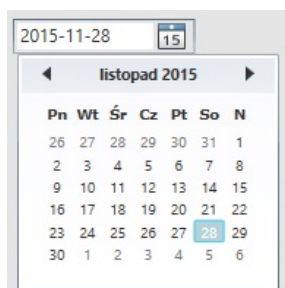 2015-11-28 15
listopad 2015
Pn Wt Śr Cz Pt So N
26 27 28 29 30 31 1
2 3 4 5 6 7 8
9 10 11 12 13 14 15
16 17 18 19 20 21 22
23 24 25 26 27 28 29
30 1 2 3 4 5 6